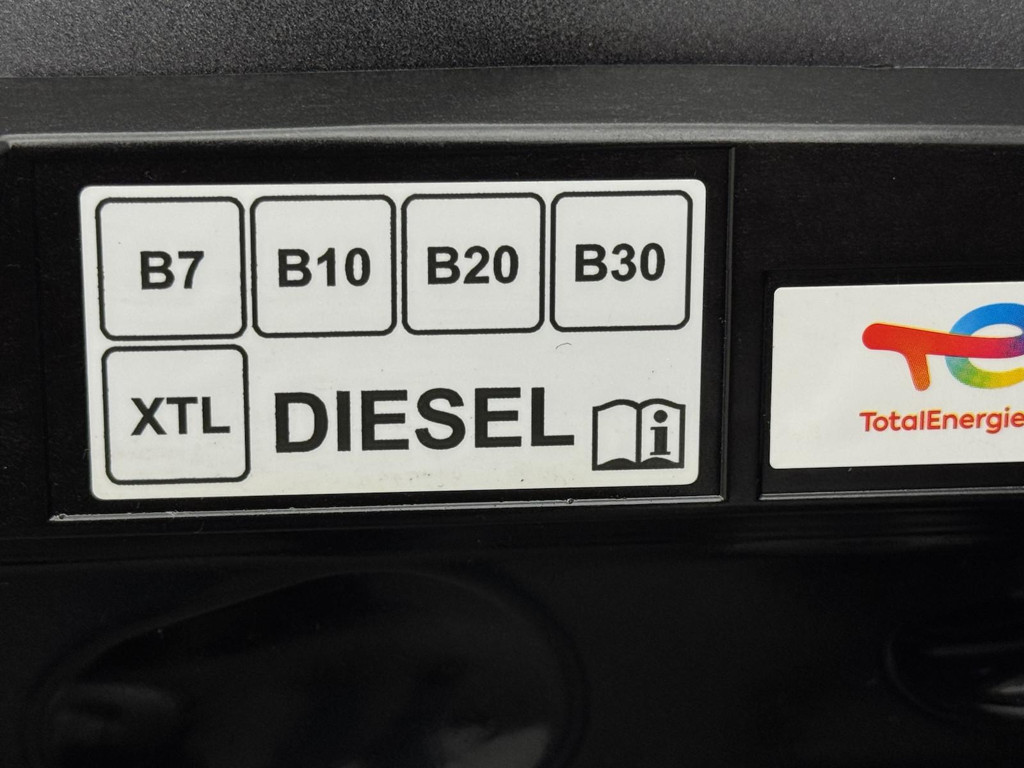 B7 B10 B20 B30
XTL DIESEL i
TotalEnergie